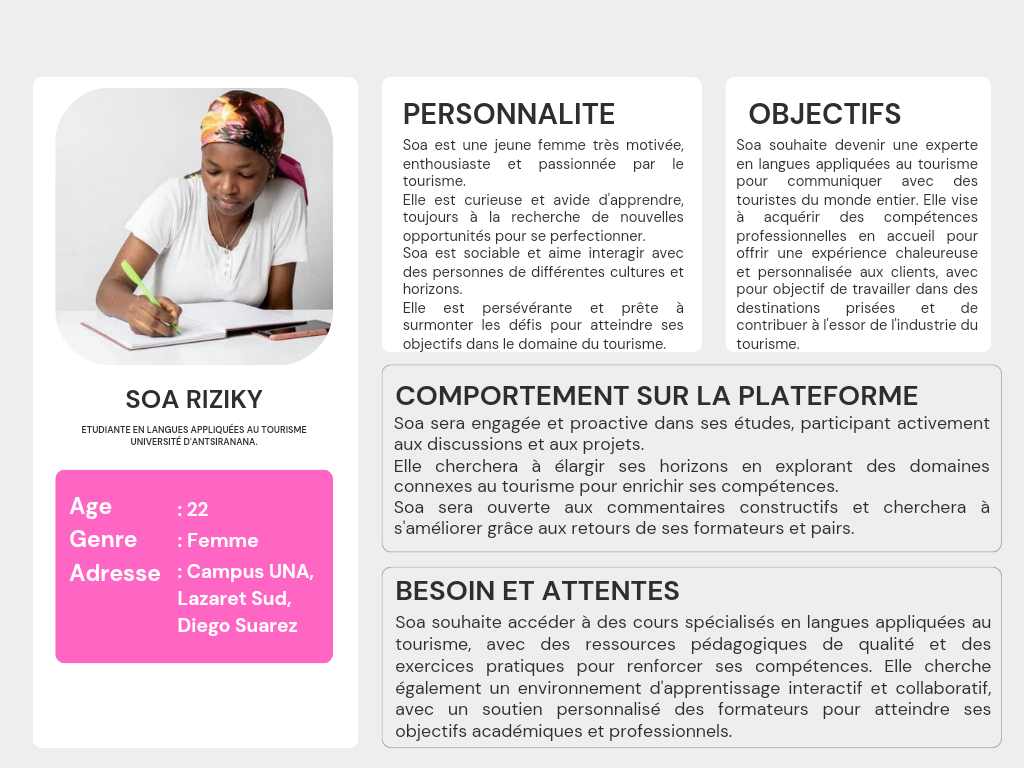 SOA RIZIKY
ETUDIANTE EN LANGUES APPLIQUÉES AU TOURISME
UNIVERSITÉ D'ANTSIRANANA.
Age : 22
Genre : Femme
Adresse : Campus UNA,
Lazaret Sud,
Diego Suarez
PERSONNALITE
Soa est une jeune femme très motivée,
enthousiaste et passionnée par le
tourisme.
Elle est curieuse et avide d'apprendre,
toujours à la recherche de nouvelles
opportunités pour se perfectionner.
Soa est sociable et aime interagir avec
des personnes de différentes cultures et
horizons.
Elle est persévérante et prête à
surmonter les défis pour atteindre ses
objectifs dans le domaine du tourisme.
OBJECTIFS
Soa souhaite devenir une experte
en langues appliquées au tourisme
pour communiquer avec des
touristes du monde entier. Elle vise
à acquérir des compétences
professionnelles en accueil pour
offrir une expérience chaleureuse
et personnalisée aux clients, avec
pour objectif de travailler dans des
destinations prisées et de
contribuer à l'essor de l'industrie du
tourisme.
COMPORTEMENT SUR LA PLATEFORME
Soa sera engagée et proactive dans ses études, participant activement
aux discussions et aux projets.
Elle cherchera à élargir ses horizons en explorant des domaines
connexes au tourisme pour enrichir ses compétences.
Soa sera ouverte aux commentaires constructifs et cherchera à
s'améliorer grâce aux retours de ses formateurs et pairs.
BESOIN ET ATTENTES
Soa souhaite accéder à des cours spécialisés en langues appliquées au
tourisme, avec des ressources pédagogiques de qualité et des
exercices pratiques pour renforcer ses compétences. Elle cherche
également un environnement d'apprentissage interactif et collaboratif,
avec un soutien personnalisé des formateurs pour atteindre ses
objectifs académiques et professionnels.